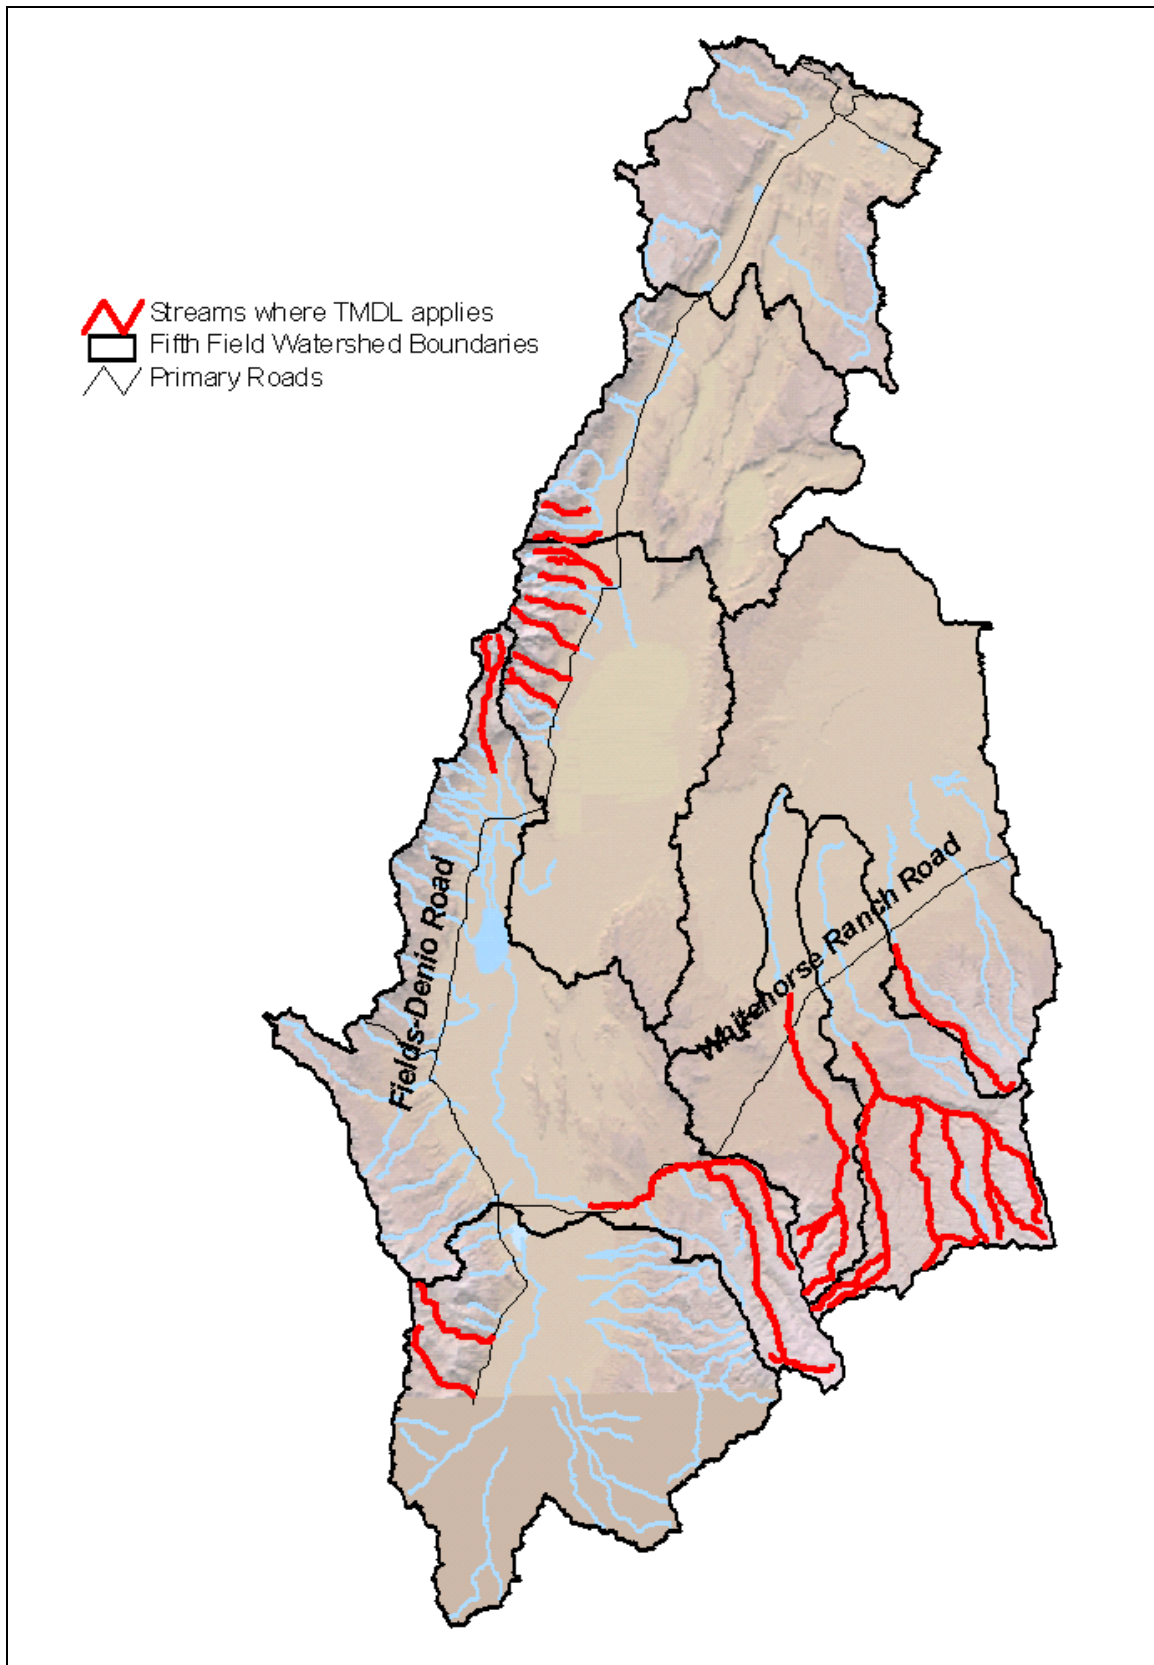 Streams where TMDL applies
Fifth Field Watershed Boundaries
Primary Roads
Fields-Denio Road
Whitehorse Ranch Road